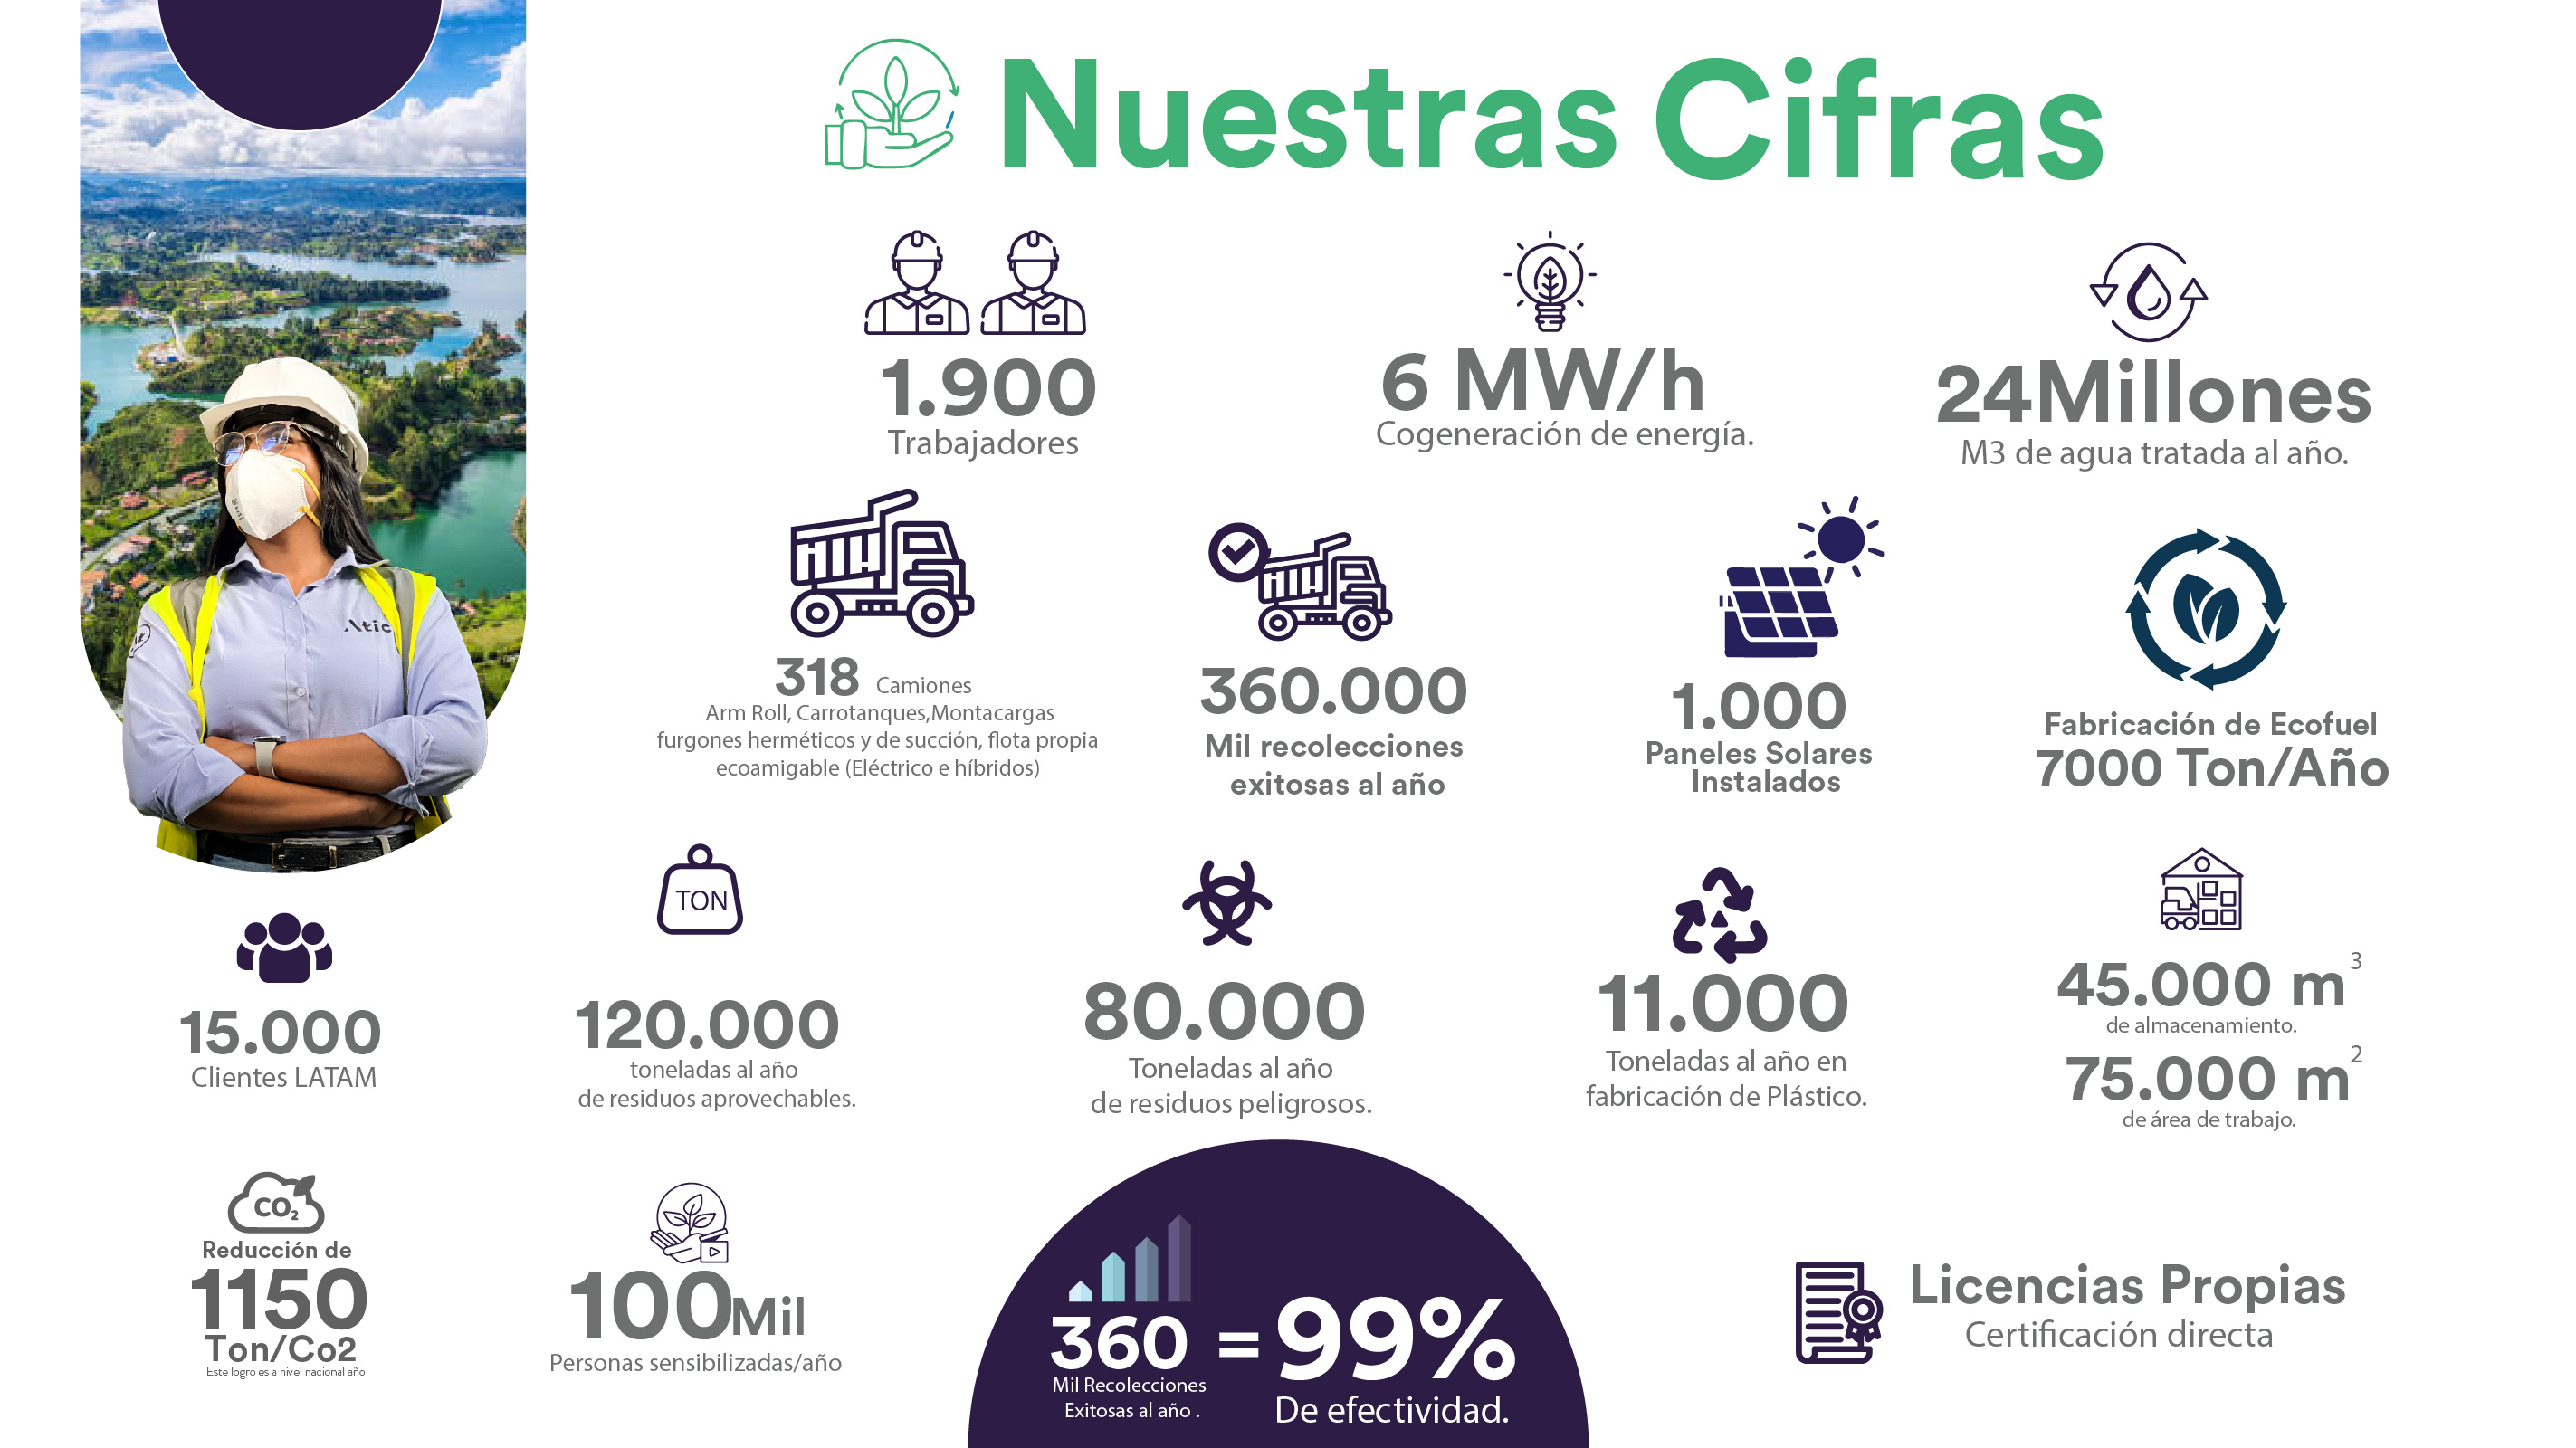 Nuestras Cifras
1.900
Trabajadores
6 MW/h
Cogeneración de energía.
24Millones
M3 de agua tratada al año.
Atic
318 Camiones
Arm Roll, Carrotanques,Montacargas
furgones herméticos y de succión, flota propia
ecoamigable (Eléctrico e híbridos)
360.000
Mil recolecciones
exitosas al año
1.000
Paneles Solares
Instalados
Fabricación de Ecofuel
7000 Ton/Año
15.000
Clientes LATAM
TON
120.000
toneladas al año
de residuos aprovechables.
80.000
Toneladas al año
de residuos peligrosos.
11.000
Toneladas al año en
fabricación de Plástico.
45.000 m³
de almacenamiento.
75.000 m²
de área de trabajo.
CO₂
Reducción de
1150
Ton/Co2
Este logro es a nivel nacional año
100Mil
Personas sensibilizadas/año
360 = 99%
Mil Recolecciones
Exitosas al año .
De efectividad.
Licencias Propias
Certificación directa